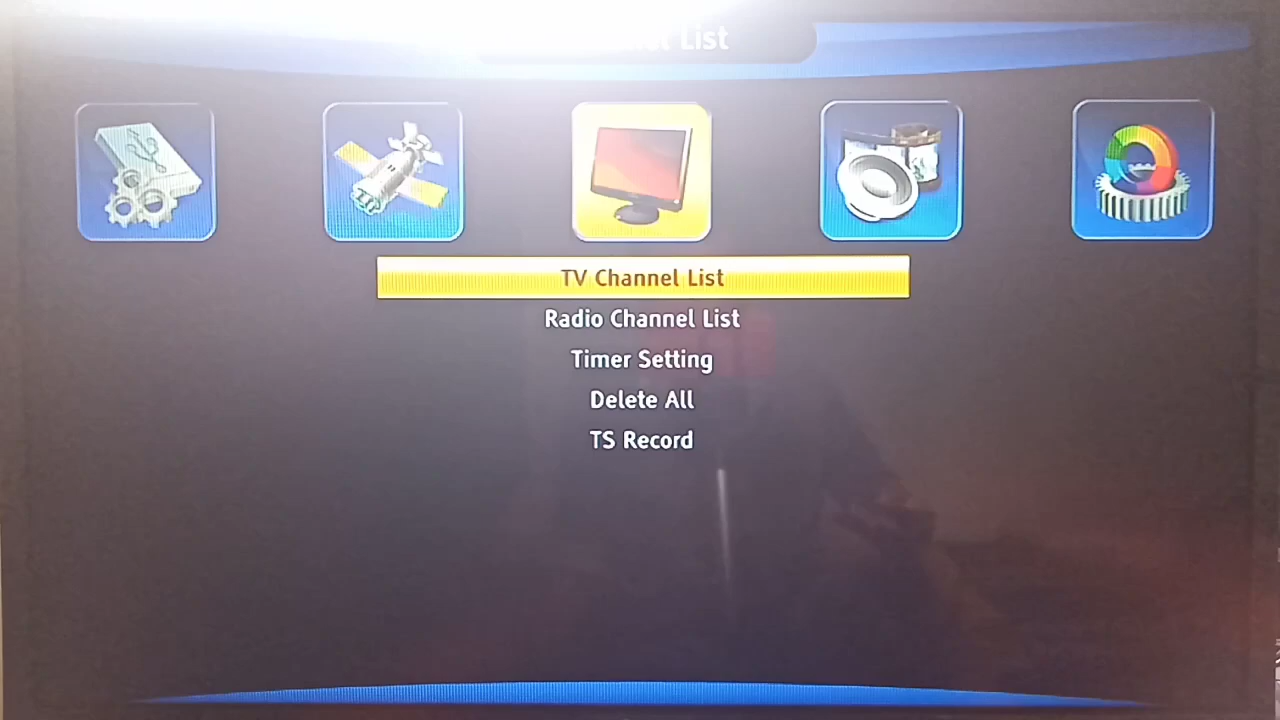 List
TV Channel List
Radio Channel List
Timer Setting
Delete All
TS Record